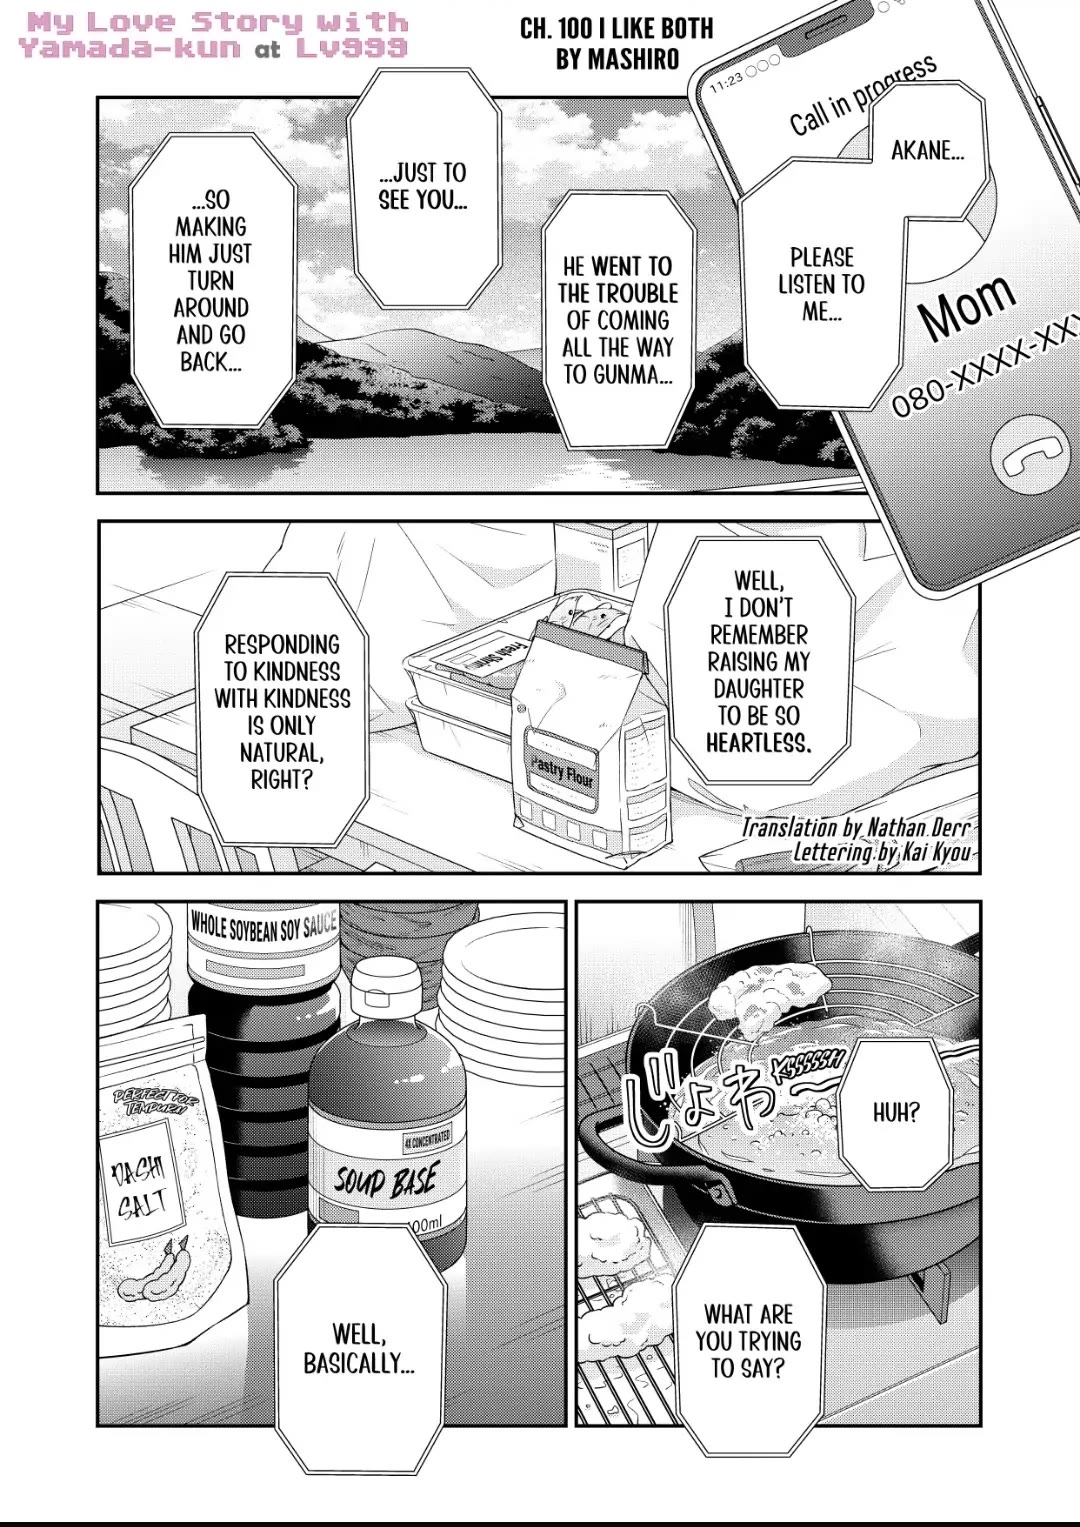 My Love Story with
Yamada-kun at Lv999
CH. 100 I LIKE BOTH
BY MASHIRO
11:23
Call in progress
Mom
080-XXXX-XXX
AKANE...
PLEASE
LISTEN TO
ME...
HE WENT TO
THE TROUBLE
OF COMING
ALL THE WAY
TO GUNMA...
...JUST TO
SEE YOU...
...SO
MAKING
HIM JUST
TURN
AROUND
AND GO
BACK...
WELL,
I DON'T
REMEMBER
RAISING MY
DAUGHTER
TO BE SO
HEARTLESS.
Fresh
Pastry Flour
RESPONDING
TO KINDNESS
WITH KINDNESS
IS ONLY
NATURAL,
RIGHT?
Translation by Nathan Derr
Lettering by Kai Kyou
じょわ
KSSSSSH
HUH?
WHAT ARE
YOU TRYING
TO SAY?
WHOLE SOYBEAN SOY SAUCE
PERFECT FOR
TEMPURA!
DASHI
SALT
4X CONCENTRATED
SOUP BASE
00ml
WELL,
BASICALLY...